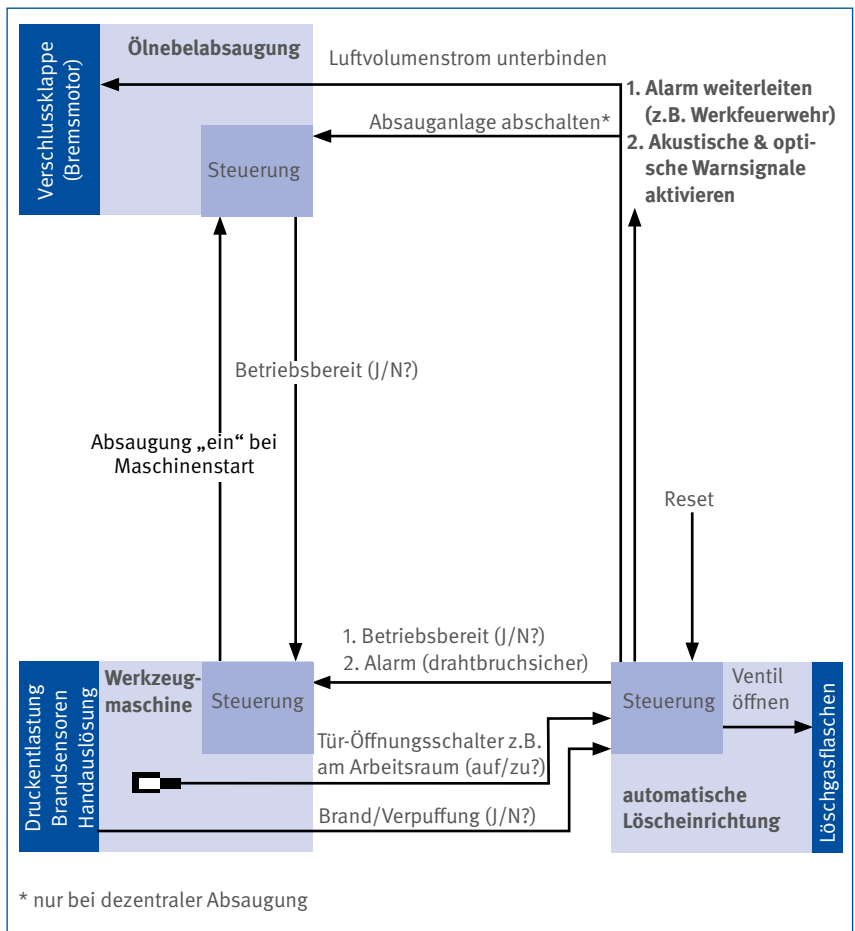 Ölnebelabsaugung
Verschlussklappe
(Bremsmotor)
Luftvolumenstrom unterbinden
Absauganlage abschalten*
Steuerung
1. Alarm weiterleiten
(z.B. Werkfeuerwehr)
2. Akustische & opti-
sche Warnsignale
aktivieren
Betriebsbereit (J/N?)
Absaugung „ein“ bei
Maschinenstart
Reset
1. Betriebsbereit (J/N?)
2. Alarm (drahtbruchsicher)
Druckentlastung
Brandsensoren
Handauslösung
Werkzeug-
maschine
Steuerung
Tür-Öffnungsschalter z.B.
am Arbeitsraum (auf/zu?)
Brand/Verpuffung (J/N?)
Steuerung
Ventil
öffnen
automatische
Löscheinrichtung
Löschgasflaschen
* nur bei dezentraler Absaugung